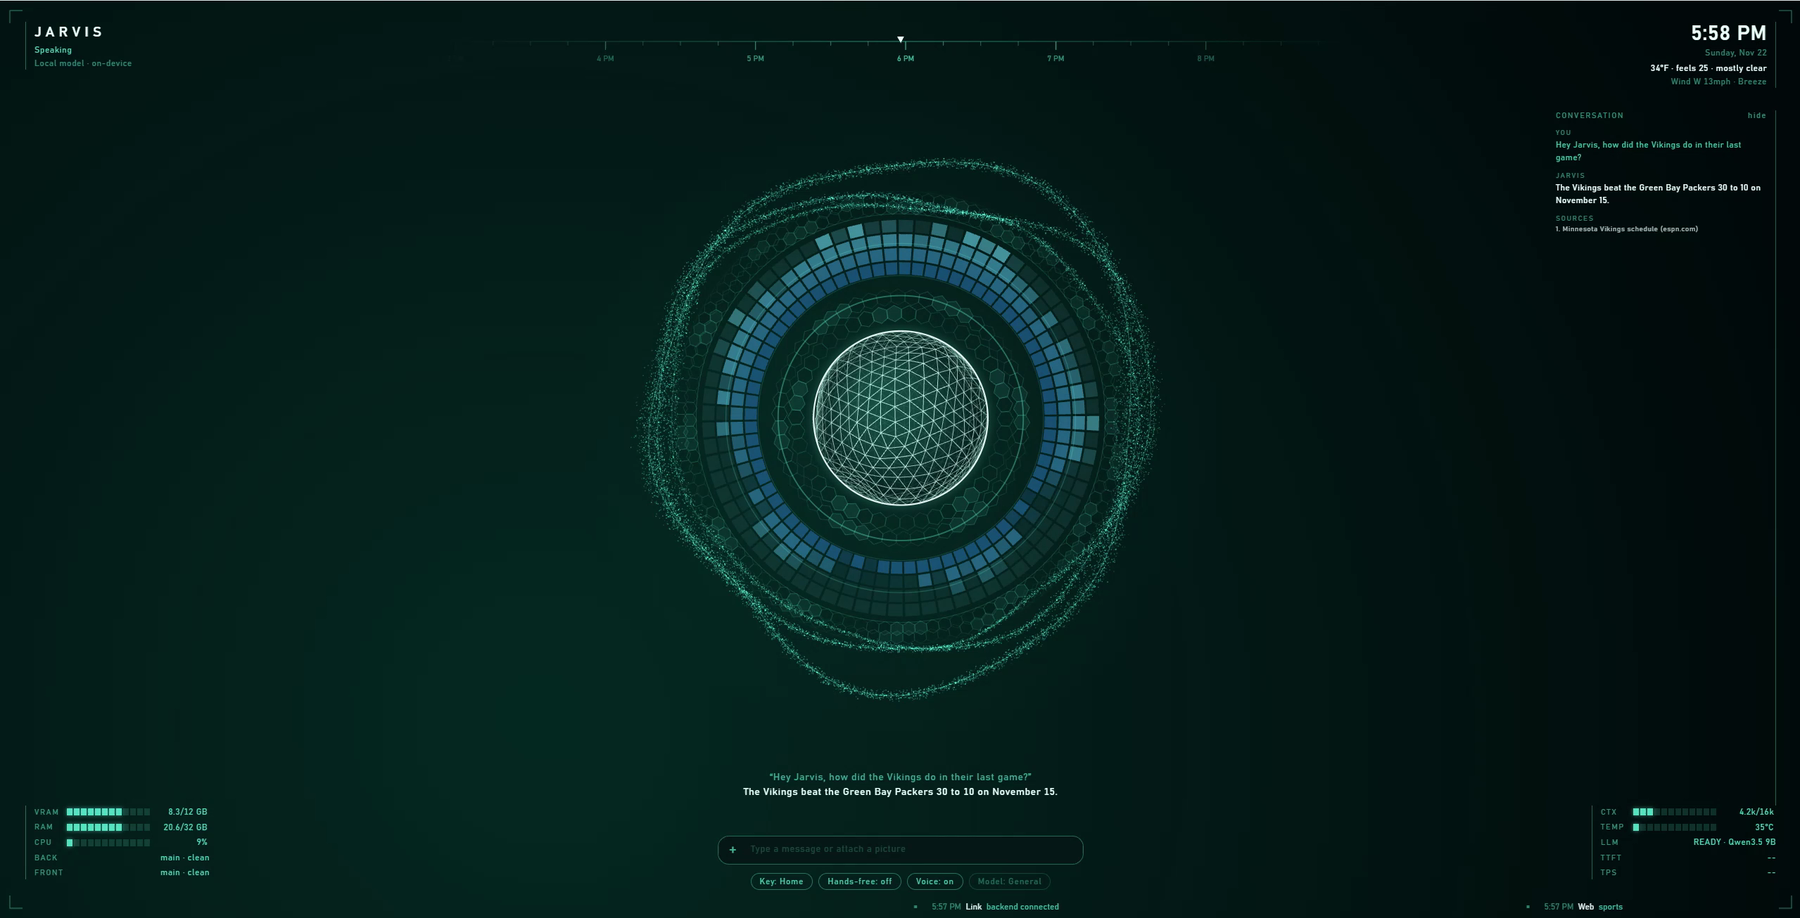 JARVIS
Speaking
Local model · on-device
4 PM
5 PM
6 PM
7 PM
8 PM
5:58 PM
Sunday, Nov 22
34°F · feels 25 · mostly clear
Wind W 13mph · Breeze
CONVERSATION hide
YOU
Hey Jarvis, how did the Vikings do in their last
game?
JARVIS
The Vikings beat the Green Bay Packers 30 to 10 on
November 15.
SOURCES
1. Minnesota Vikings schedule (espn.com)
"Hey Jarvis, how did the Vikings do in their last game?"
The Vikings beat the Green Bay Packers 30 to 10 on November 15.
VRAM 8.3/12 GB
RAM 20.6/32 GB
CPU 9%
BACK main · clean
FRONT main · clean
+ Type a message or attach a picture
Key: Home
Hands-free: off
Voice: on
Model: General
CTX 4.2k/16k
TEMP 35°C
LLM READY · Qwen3.5 9B
TTFT --
TPS --
5:57 PM Link backend connected
5:57 PM Web sports